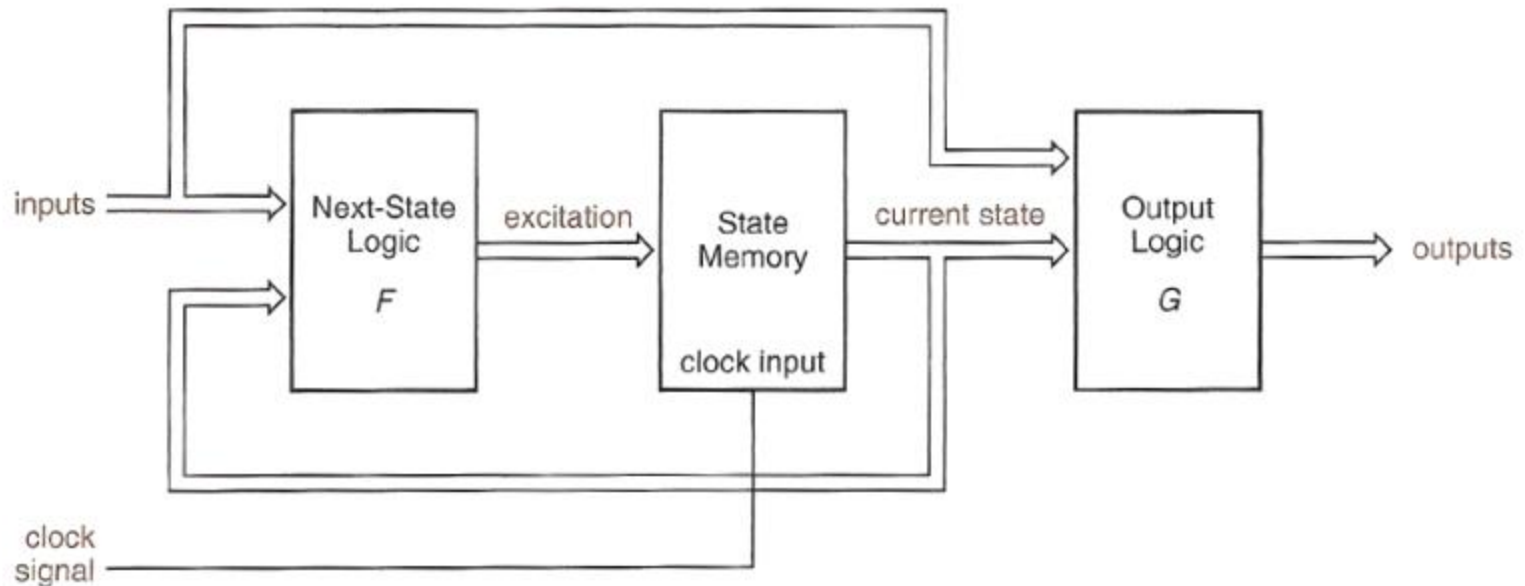 inputs
Next-State
Logic
F
excitation
State
Memory
clock input
current state
Output
Logic
G
outputs
clock
signal